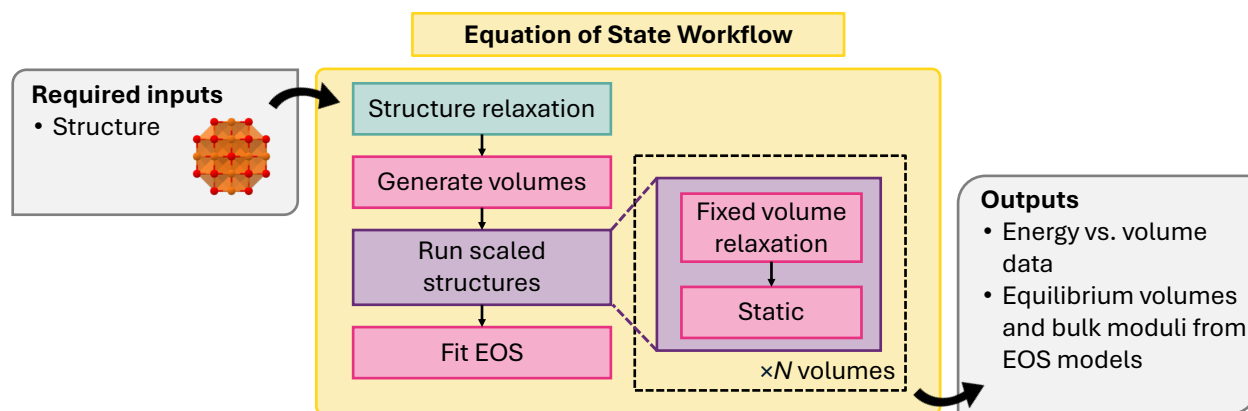 Equation of State Workflow
Required inputs
• Structure
Structure relaxation
Generate volumes
Run scaled
structures
Fit EOS
Fixed volume
relaxation
Static
×N volumes
Outputs
• Energy vs. volume
data
• Equilibrium volumes
and bulk moduli from
EOS models